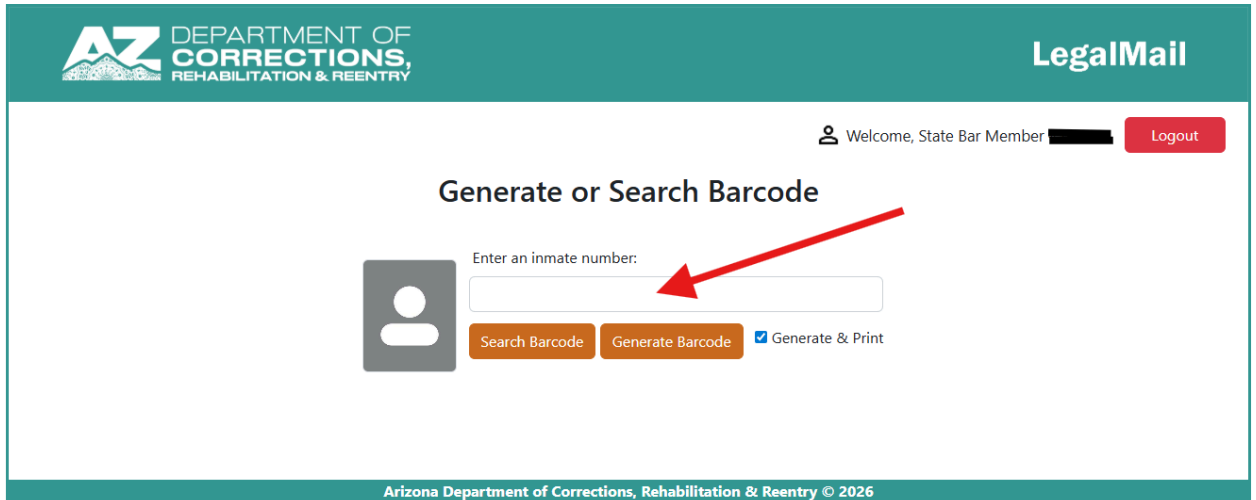 AZ DEPARTMENT OF
CORRECTIONS,
REHABILITATION & REENTRY
LegalMail
Welcome, State Bar Member
Logout
Generate or Search Barcode
Enter an inmate number:
Search Barcode
Generate Barcode
Generate & Print
Arizona Department of Corrections, Rehabilitation & Reentry © 2026